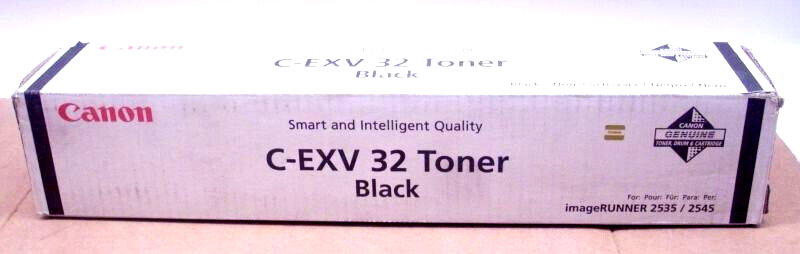 Canon
C-EXV 32 Toner
Black
Canon
Smart and Intelligent Quality
C-EXV 32 Toner
Black
CANON
GENUINE
TONER, DRUM & CARTRIDGE
For: Pour: Für: Para: Per:
imageRUNNER 2535 / 2545